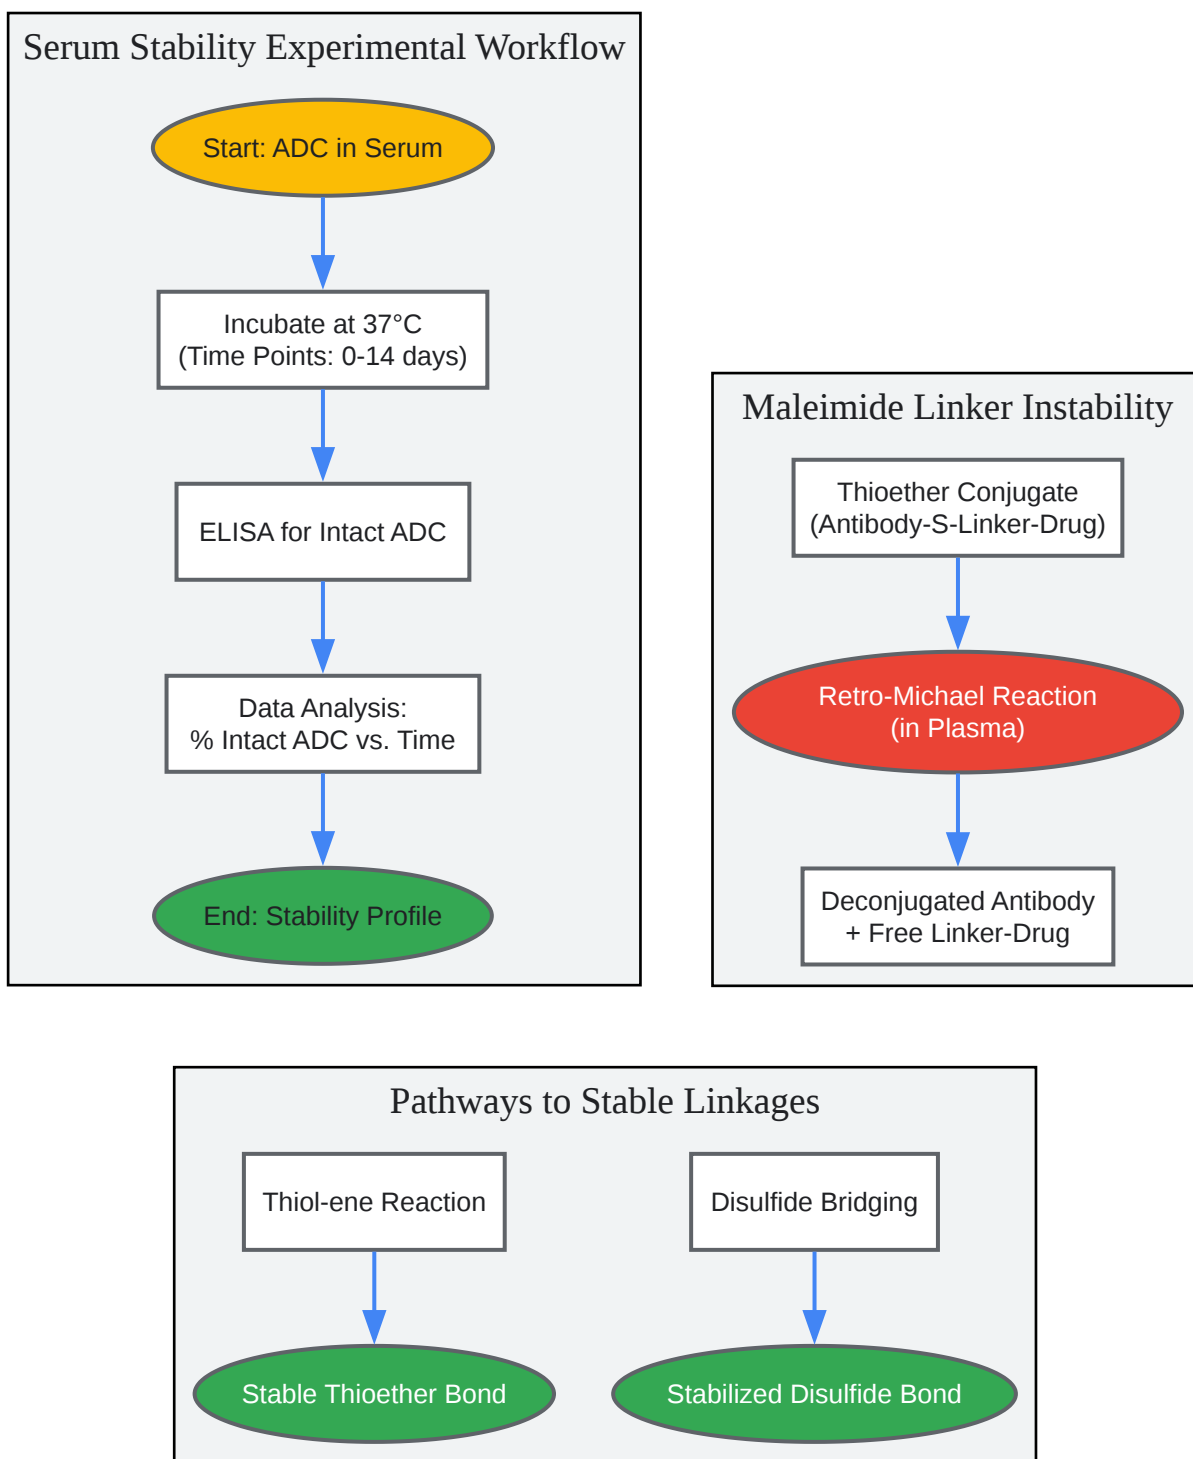 Serum Stability Experimental Workflow
Start: ADC in Serum
Incubate at 37°C
(Time Points: 0-14 days)
ELISA for Intact ADC
Data Analysis:
% Intact ADC vs. Time
End: Stability Profile
Maleimide Linker Instability
Thioether Conjugate
(Antibody-S-Linker-Drug)
Retro-Michael Reaction
(in Plasma)
Deconjugated Antibody
+ Free Linker-Drug
Pathways to Stable Linkages
Thiol-ene Reaction
Stable Thioether Bond
Disulfide Bridging
Stabilized Disulfide Bond